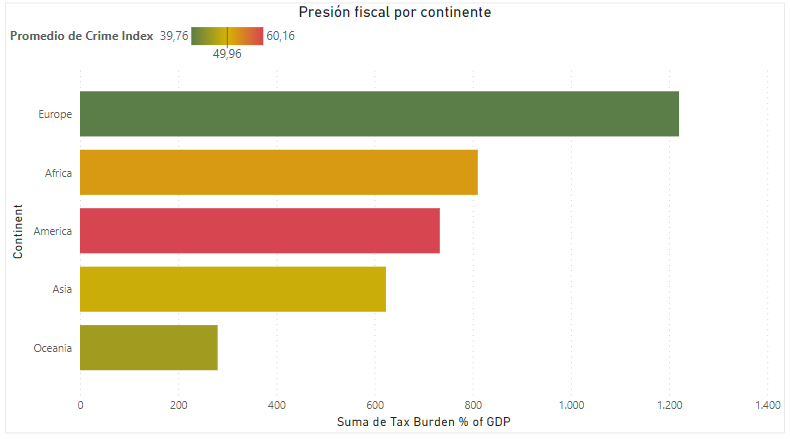 Presión fiscal por continente
Promedio de Crime Index 39,76 60,16
49,96
Continent
Europe
Africa
America
Asia
Oceania
0 200 400 600 800 1.000 1.200 1.400
Suma de Tax Burden % of GDP